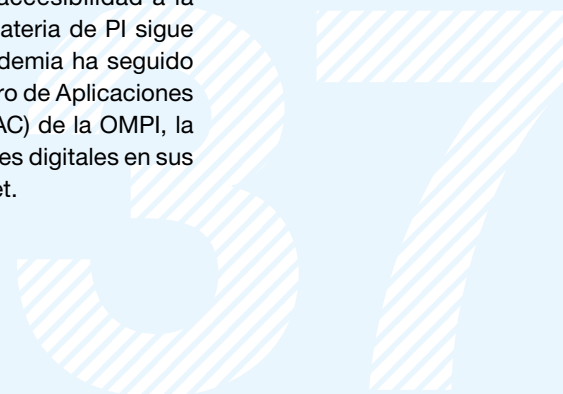 accesibilidad a la
ateria de PI sigue
demia ha seguido
ro de Aplicaciones
AC) de la OMPI, la
es digitales en sus
et.
37